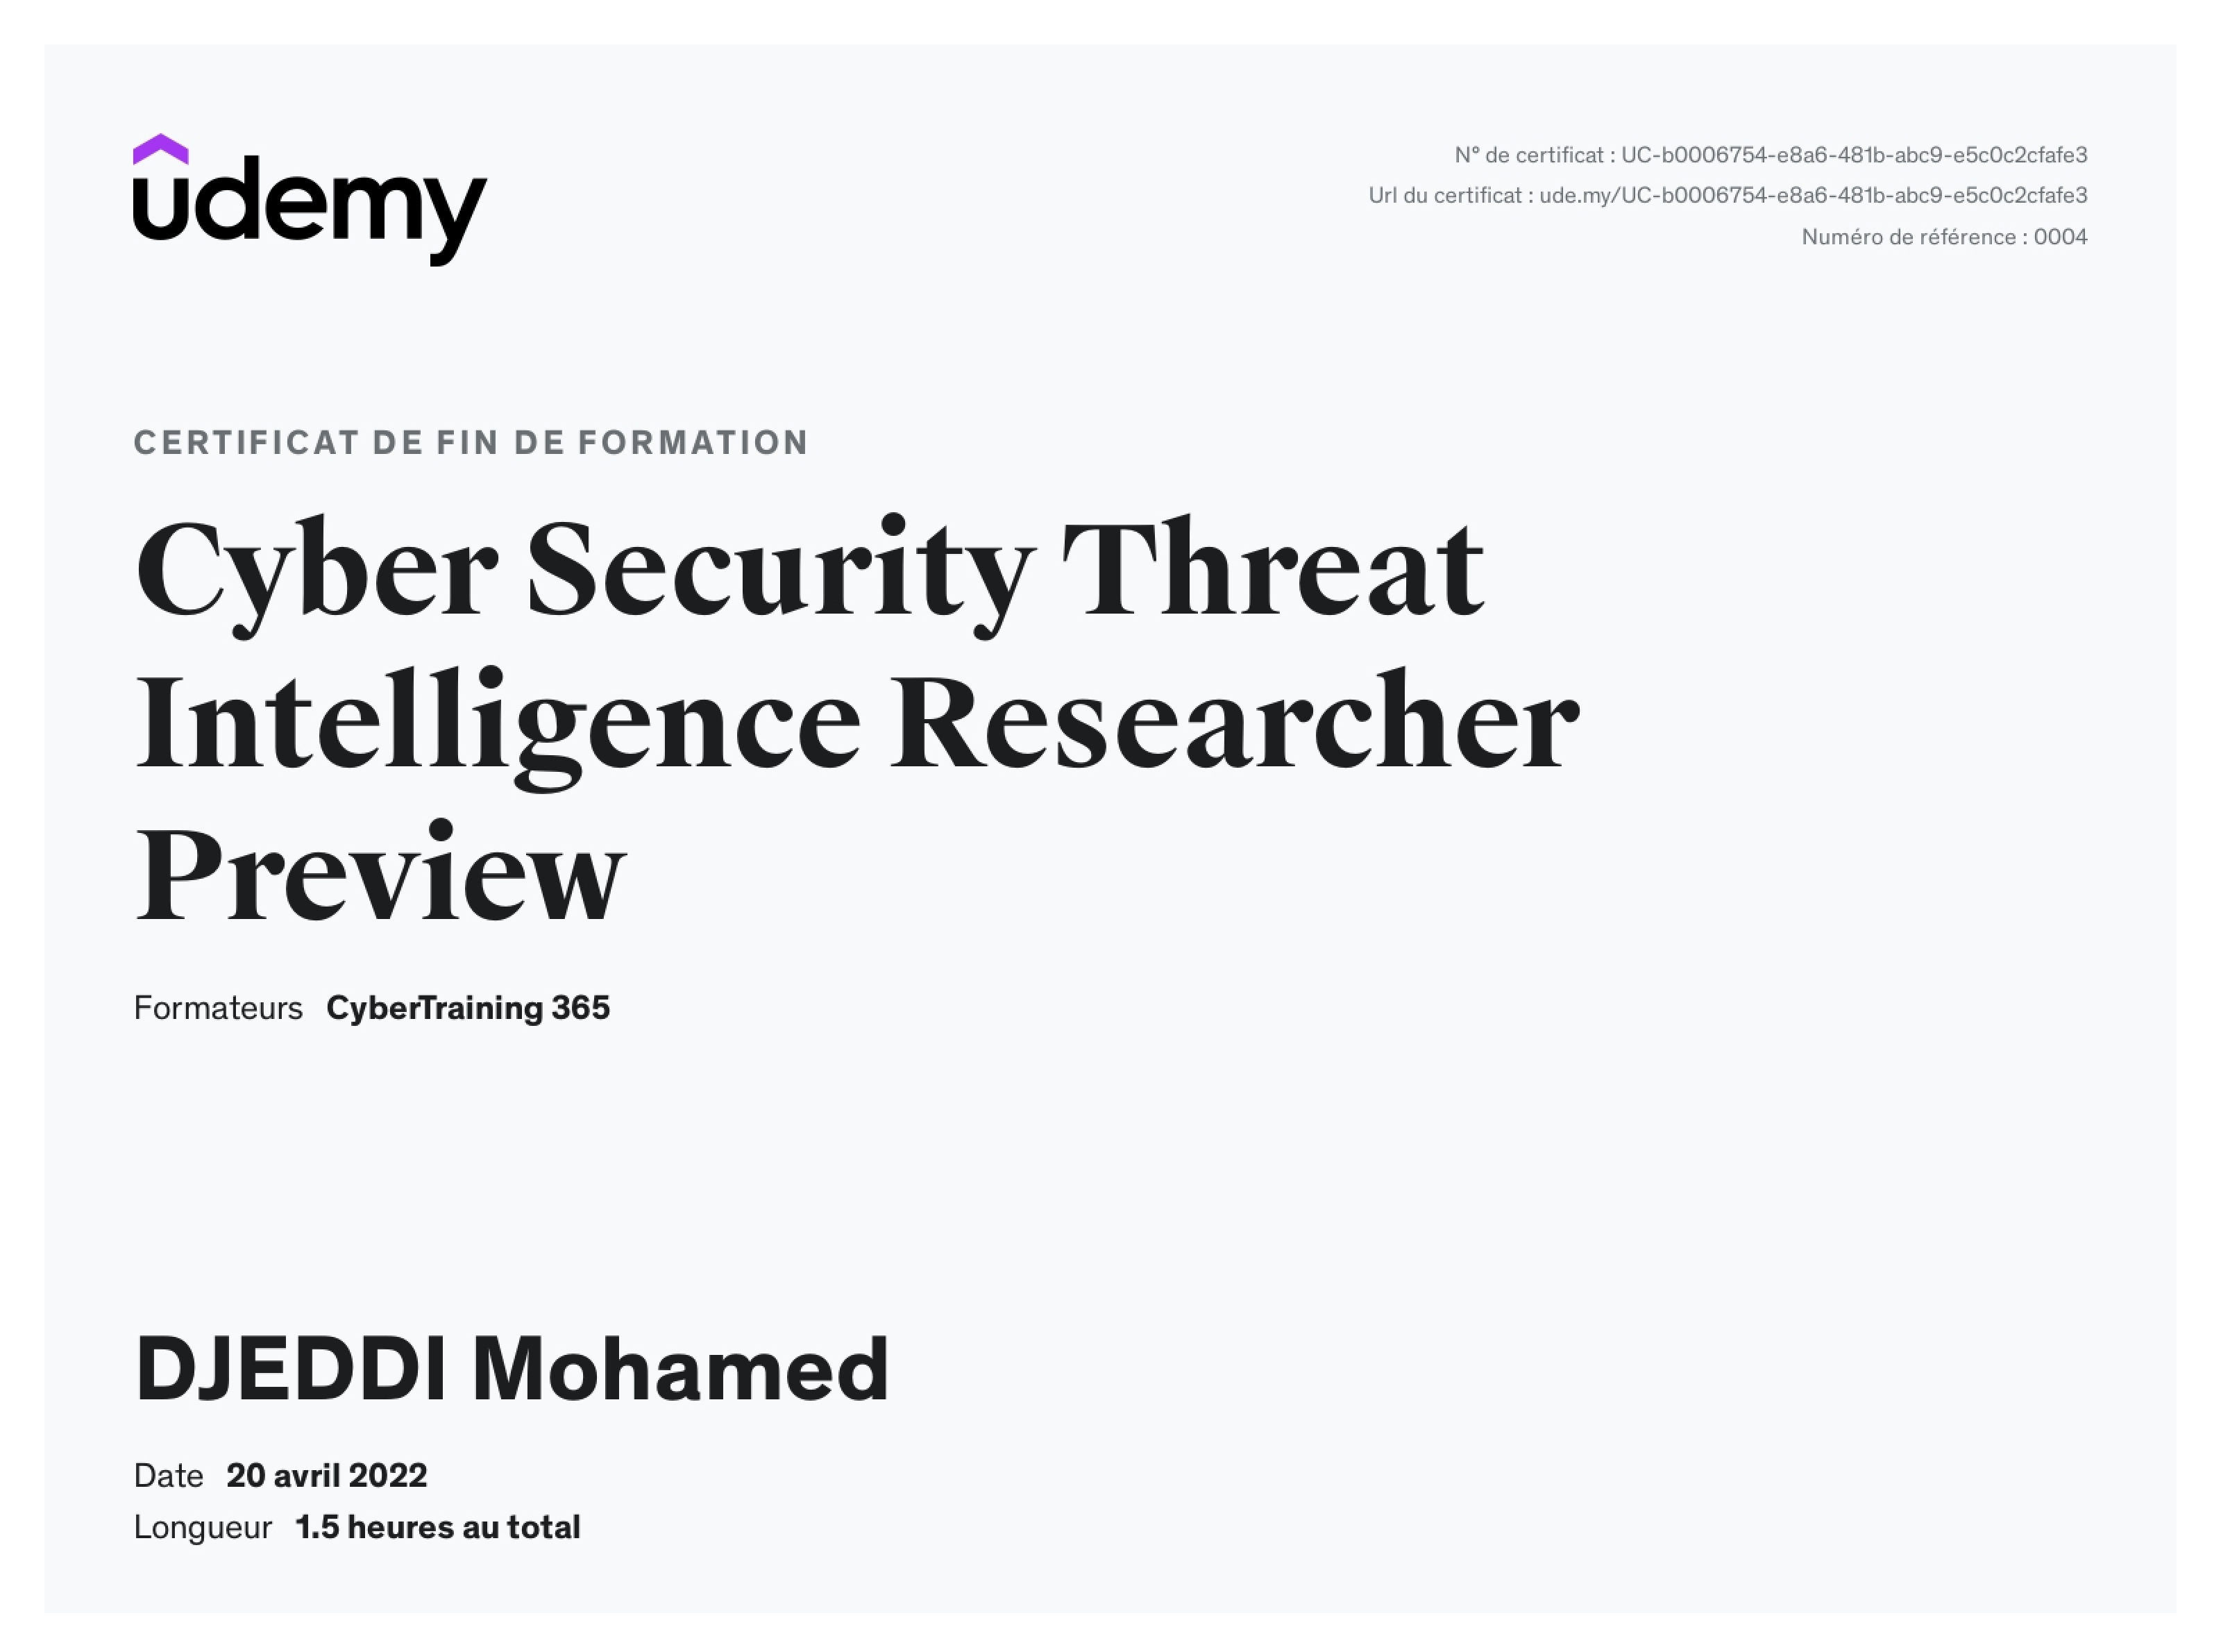 udemy
N° de certificat : UC-b0006754-e8a6-481b-abc9-e5c0c2cfafe3
Url du certificat : ude.my/UC-b0006754-e8a6-481b-abc9-e5c0c2cfafe3
Numéro de référence : 0004
CERTIFICAT DE FIN DE FORMATION
Cyber Security Threat
Intelligence Researcher
Preview
Formateurs CyberTraining 365
DJEDDI Mohamed
Date 20 avril 2022
Longueur 1.5 heures au total